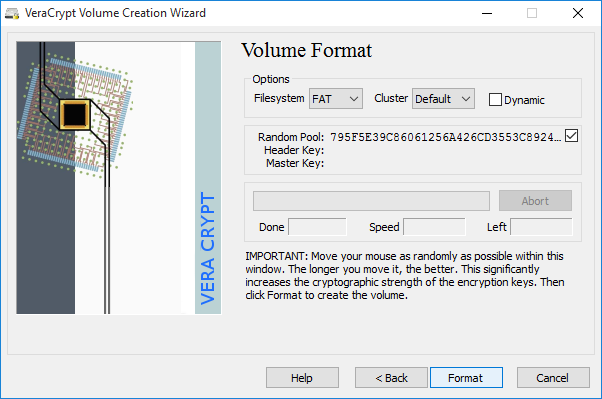 VeraCrypt Volume Creation Wizard
Volume Format
Options
Filesystem FAT Cluster Default Dynamic
Random Pool: 795F5E39C86061256A426CD3553C8924...
Header Key:
Master Key:
Abort
Done Speed Left
IMPORTANT: Move your mouse as randomly as possible within this
window. The longer you move it, the better. This significantly
increases the cryptographic strength of the encryption keys. Then
click Format to create the volume.
VERA CRYPT
Help < Back Format Cancel